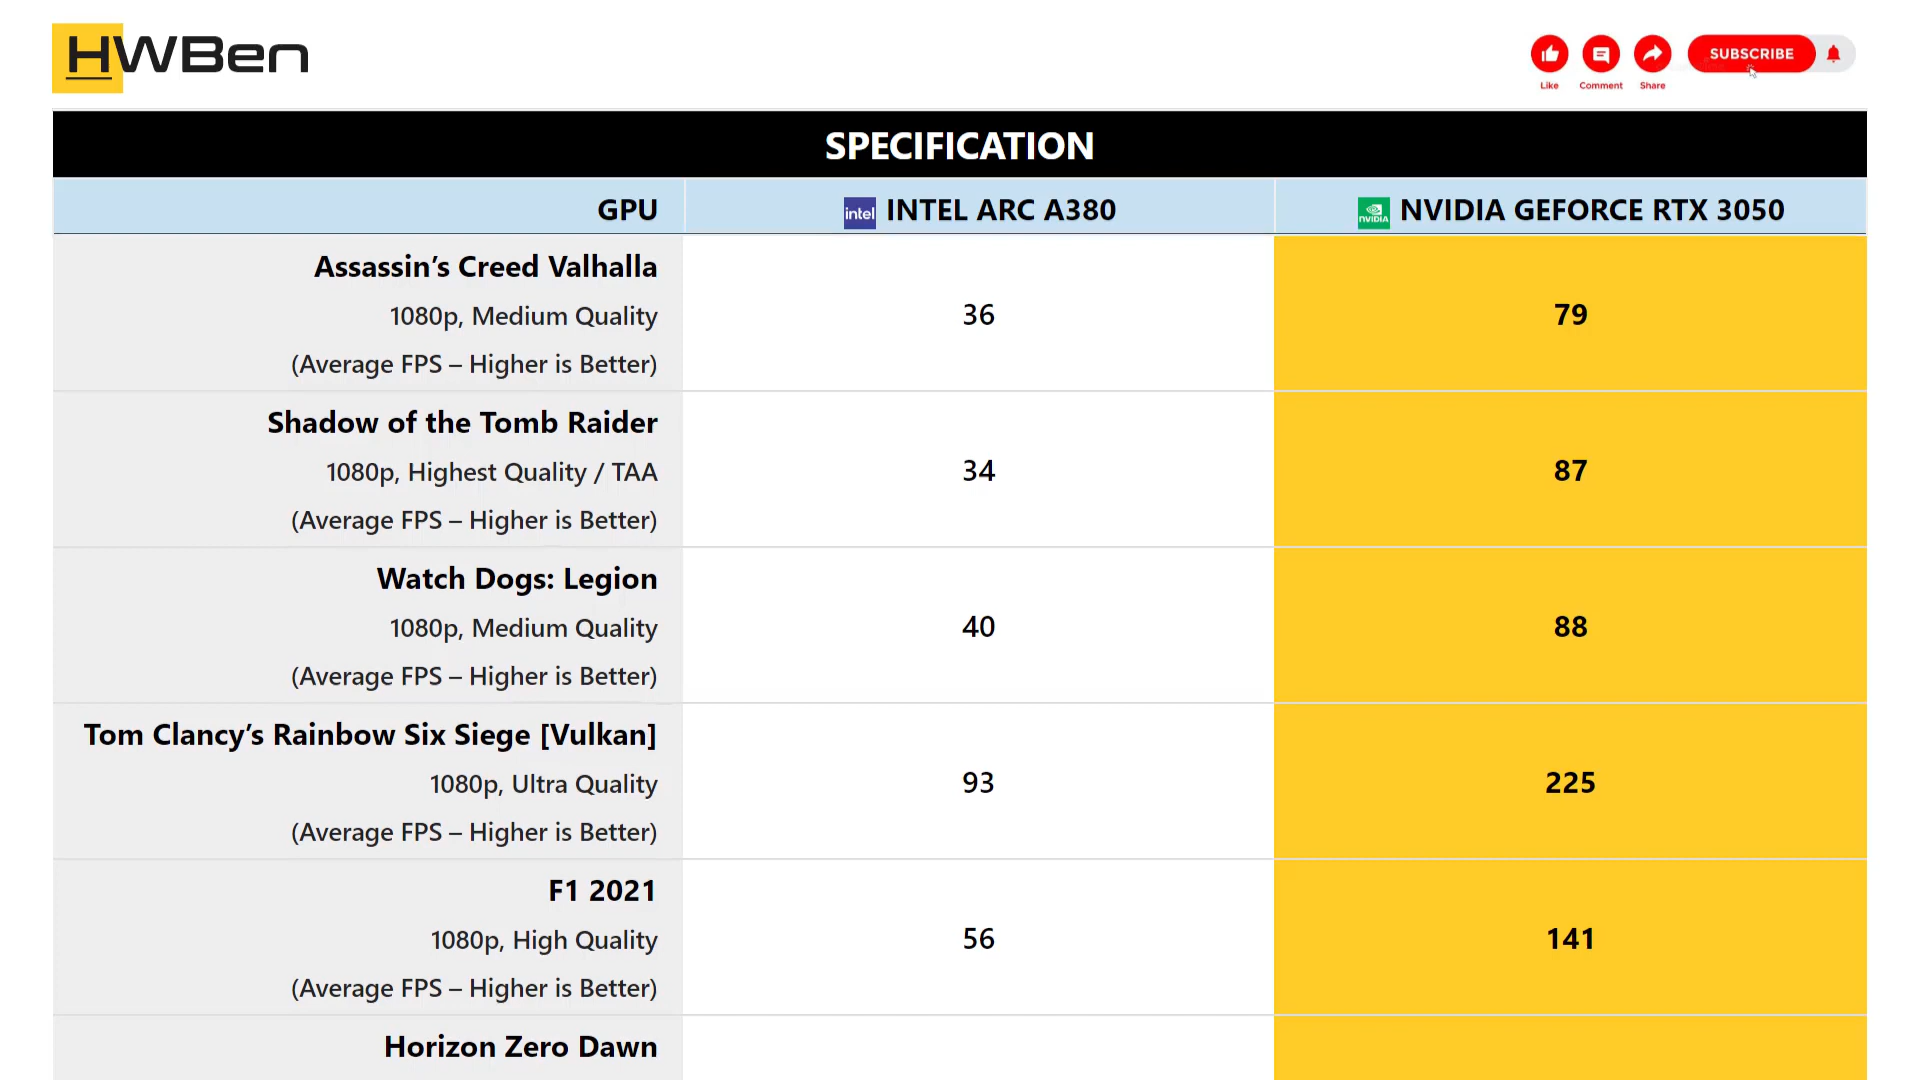 HWBen
SUBSCRIBE
Like Comment Share
SPECIFICATION
GPU intel INTEL ARC A380 NVIDIA NVIDIA GEFORCE RTX 3050
Assassin’s Creed Valhalla
1080p, Medium Quality 36 79
(Average FPS – Higher is Better)
Shadow of the Tomb Raider
1080p, Highest Quality / TAA 34 87
(Average FPS – Higher is Better)
Watch Dogs: Legion
1080p, Medium Quality 40 88
(Average FPS – Higher is Better)
Tom Clancy’s Rainbow Six Siege [Vulkan]
1080p, Ultra Quality 93 225
(Average FPS – Higher is Better)
F1 2021
1080p, High Quality 56 141
(Average FPS – Higher is Better)
Horizon Zero Dawn